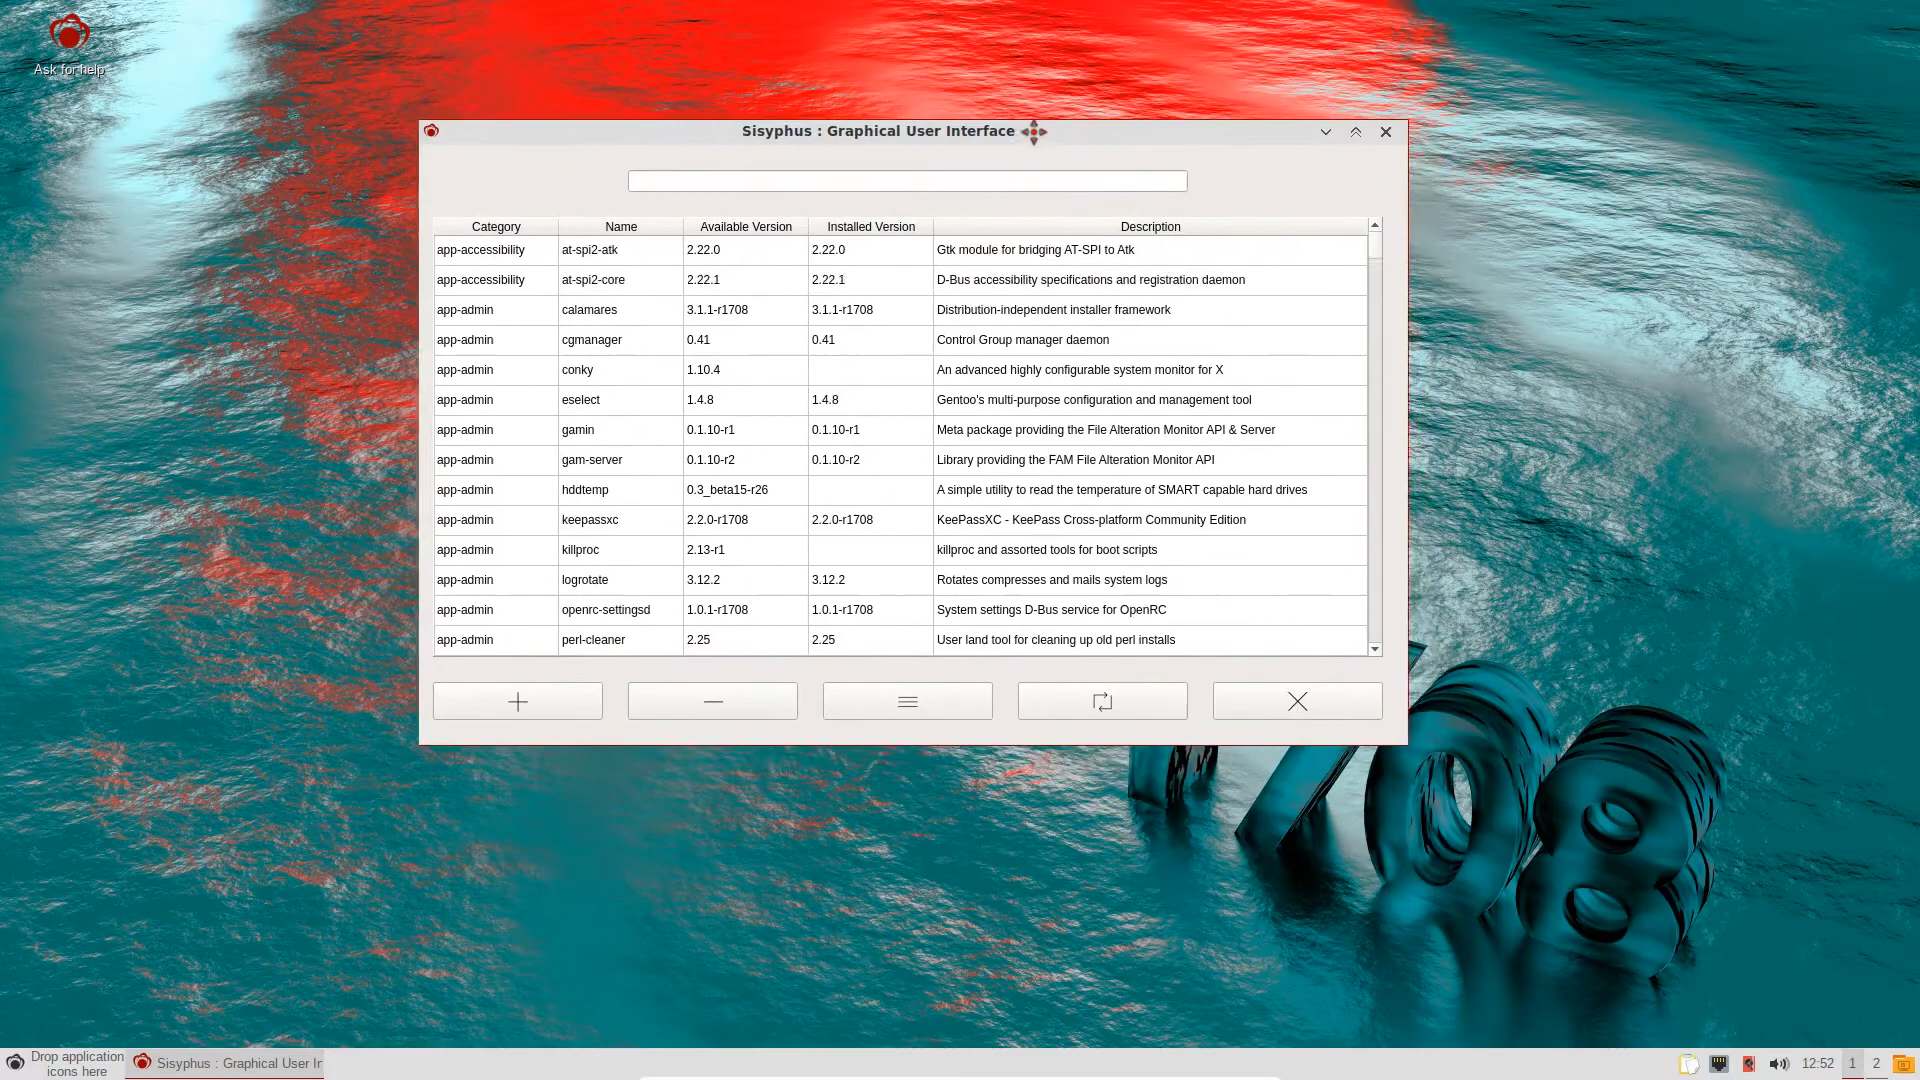 Ask for help
Sisyphus : Graphical User Interface
Category Name Available Version Installed Version Description
app-accessibility at-spi2-atk 2.22.0 2.22.0 Gtk module for bridging AT-SPI to Atk
app-accessibility at-spi2-core 2.22.1 2.22.1 D-Bus accessibility specifications and registration daemon
app-admin calamares 3.1.1-r1708 3.1.1-r1708 Distribution-independent installer framework
app-admin cgmanager 0.41 0.41 Control Group manager daemon
app-admin conky 1.10.4 An advanced highly configurable system monitor for X
app-admin eselect 1.4.8 1.4.8 Gentoo's multi-purpose configuration and management tool
app-admin gamin 0.1.10-r1 0.1.10-r1 Meta package providing the File Alteration Monitor API & Server
app-admin gam-server 0.1.10-r2 0.1.10-r2 Library providing the FAM File Alteration Monitor API
app-admin hddtemp 0.3_beta15-r26 A simple utility to read the temperature of SMART capable hard drives
app-admin keepassxc 2.2.0-r1708 2.2.0-r1708 KeePassXC - KeePass Cross-platform Community Edition
app-admin killproc 2.13-r1 killproc and assorted tools for boot scripts
app-admin logrotate 3.12.2 3.12.2 Rotates compresses and mails system logs
app-admin openrc-settingsd 1.0.1-r1708 1.0.1-r1708 System settings D-Bus service for OpenRC
app-admin perl-cleaner 2.25 2.25 User land tool for cleaning up old perl installs
1708
Drop application
icons here
Sisyphus : Graphical User In
12:52 1 2